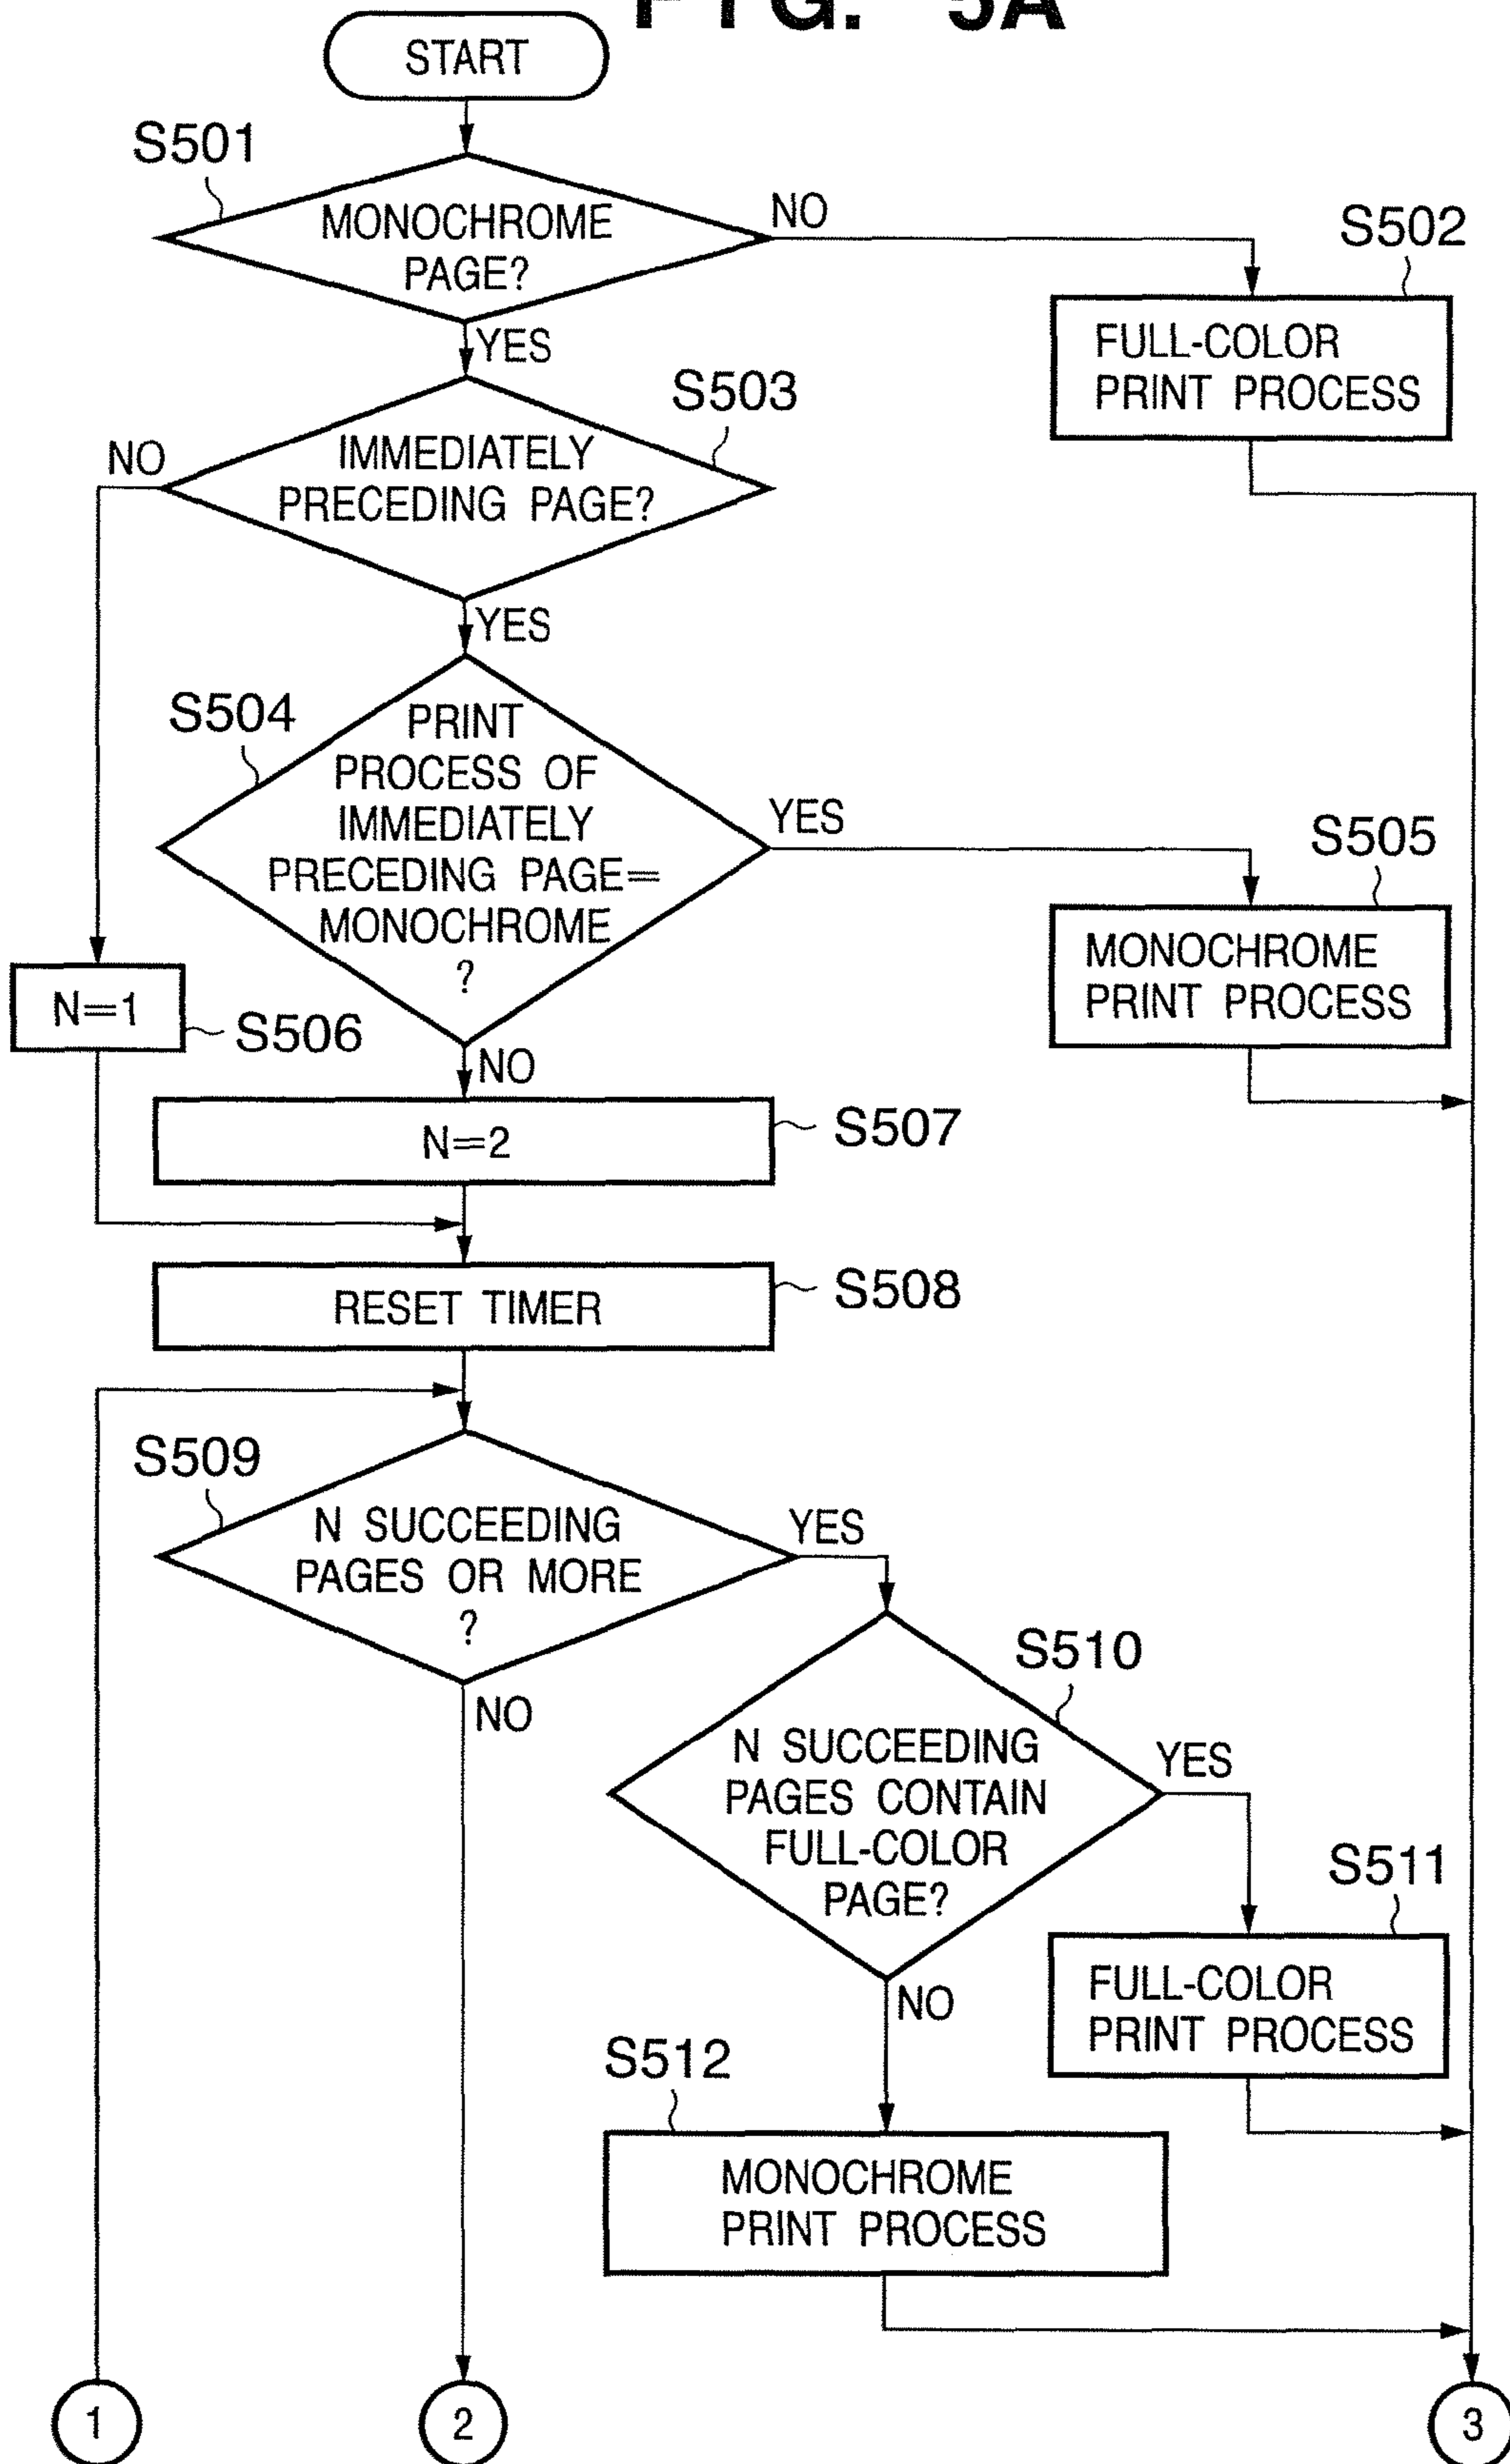 FIG. 5A
START
S501
MONOCHROME
PAGE?
NO
S502
FULL-COLOR
PRINT PROCESS
YES
S503
NO
IMMEDIATELY
PRECEDING PAGE?
YES
S504
PRINT
PROCESS OF
IMMEDIATELY
PRECEDING PAGE=
MONOCHROME
?
YES
S505
MONOCHROME
PRINT PROCESS
N=1
S506
NO
N=2
S507
RESET TIMER
S508
S509
N SUCCEEDING
PAGES OR MORE
?
YES
NO
S510
N SUCCEEDING
PAGES CONTAIN
FULL-COLOR
PAGE?
YES
S511
FULL-COLOR
PRINT PROCESS
NO
S512
MONOCHROME
PRINT PROCESS
1
2
3